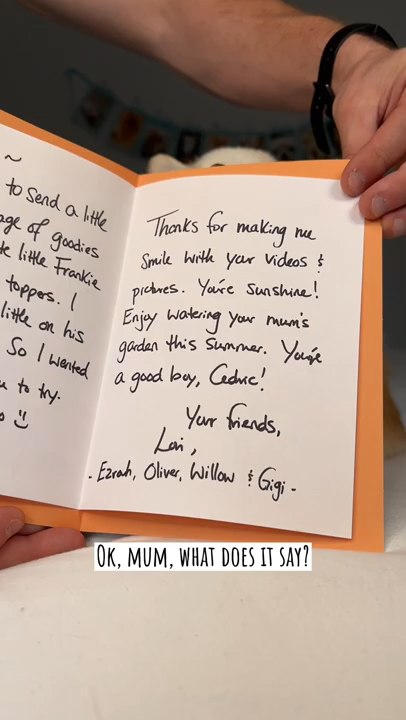 ~
to send a little
age of goodies
little Frankie
toppers. I
little on his
So I wanted
to try.
Thanks for making me
smile with your videos &
pictures. You're sunshine!
Enjoy watering your mum's
garden this summer. You're
a good boy, Cedric!
Your friends,
Lori,
- Ezrah, Oliver, Willow & Gigi -
OK, MUM, WHAT DOES IT SAY?